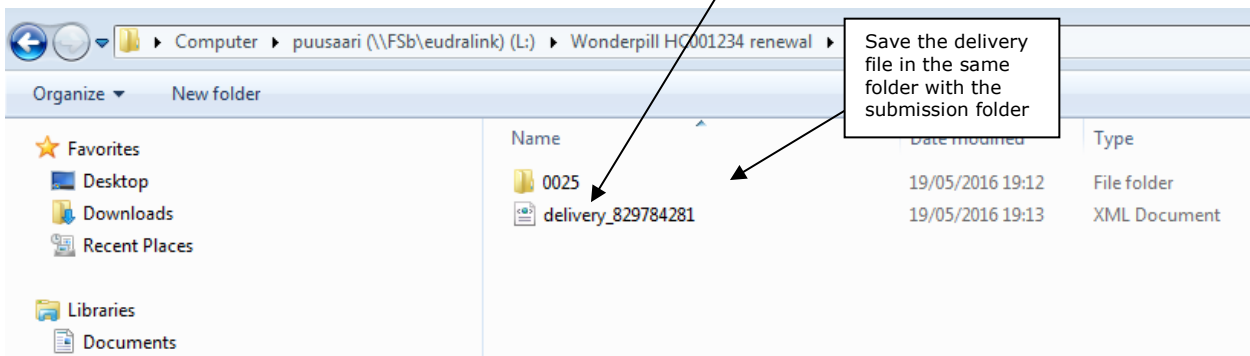 Computer ▸ puusaari (\\FSb\eudralink) (L:) ▸ Wonderpill HC001234 renewal ▸
Save the delivery
file in the same
folder with the
submission folder
Organize New folder
Name Date modified Type
Favorites
Desktop
Downloads
Recent Places
Libraries
Documents
0025 19/05/2016 19:12 File folder
delivery_829784281 19/05/2016 19:13 XML Document